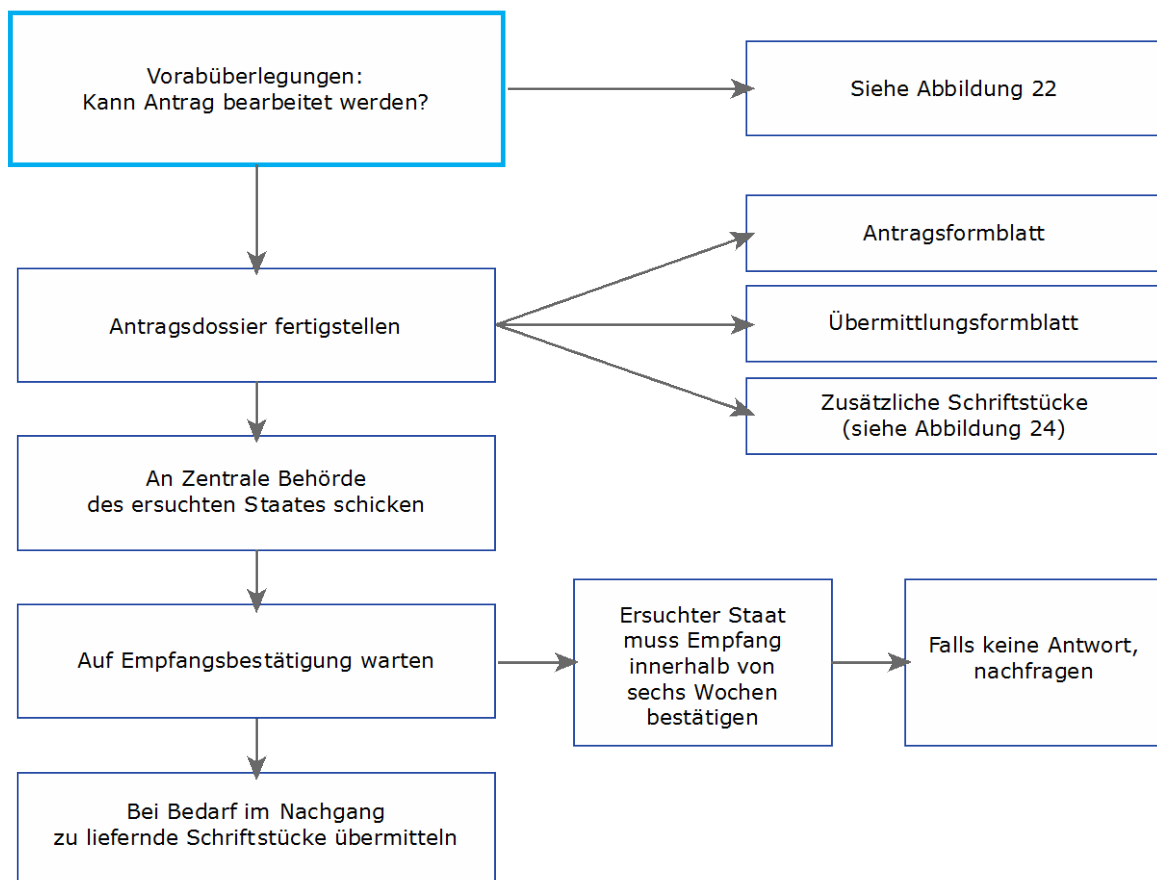 Vorabüberlegungen:
Kann Antrag bearbeitet werden?
Siehe Abbildung 22
Antragsformblatt
Antragsdossier fertigstellen
Übermittlungsformblatt
Zusätzliche Schriftstücke
(siehe Abbildung 24)
An Zentrale Behörde
des ersuchten Staates schicken
Auf Empfangsbestätigung warten
Ersuchter Staat
muss Empfang
innerhalb von
sechs Wochen
bestätigen
Falls keine Antwort,
nachfragen
Bei Bedarf im Nachgang
zu liefernde Schriftstücke übermitteln